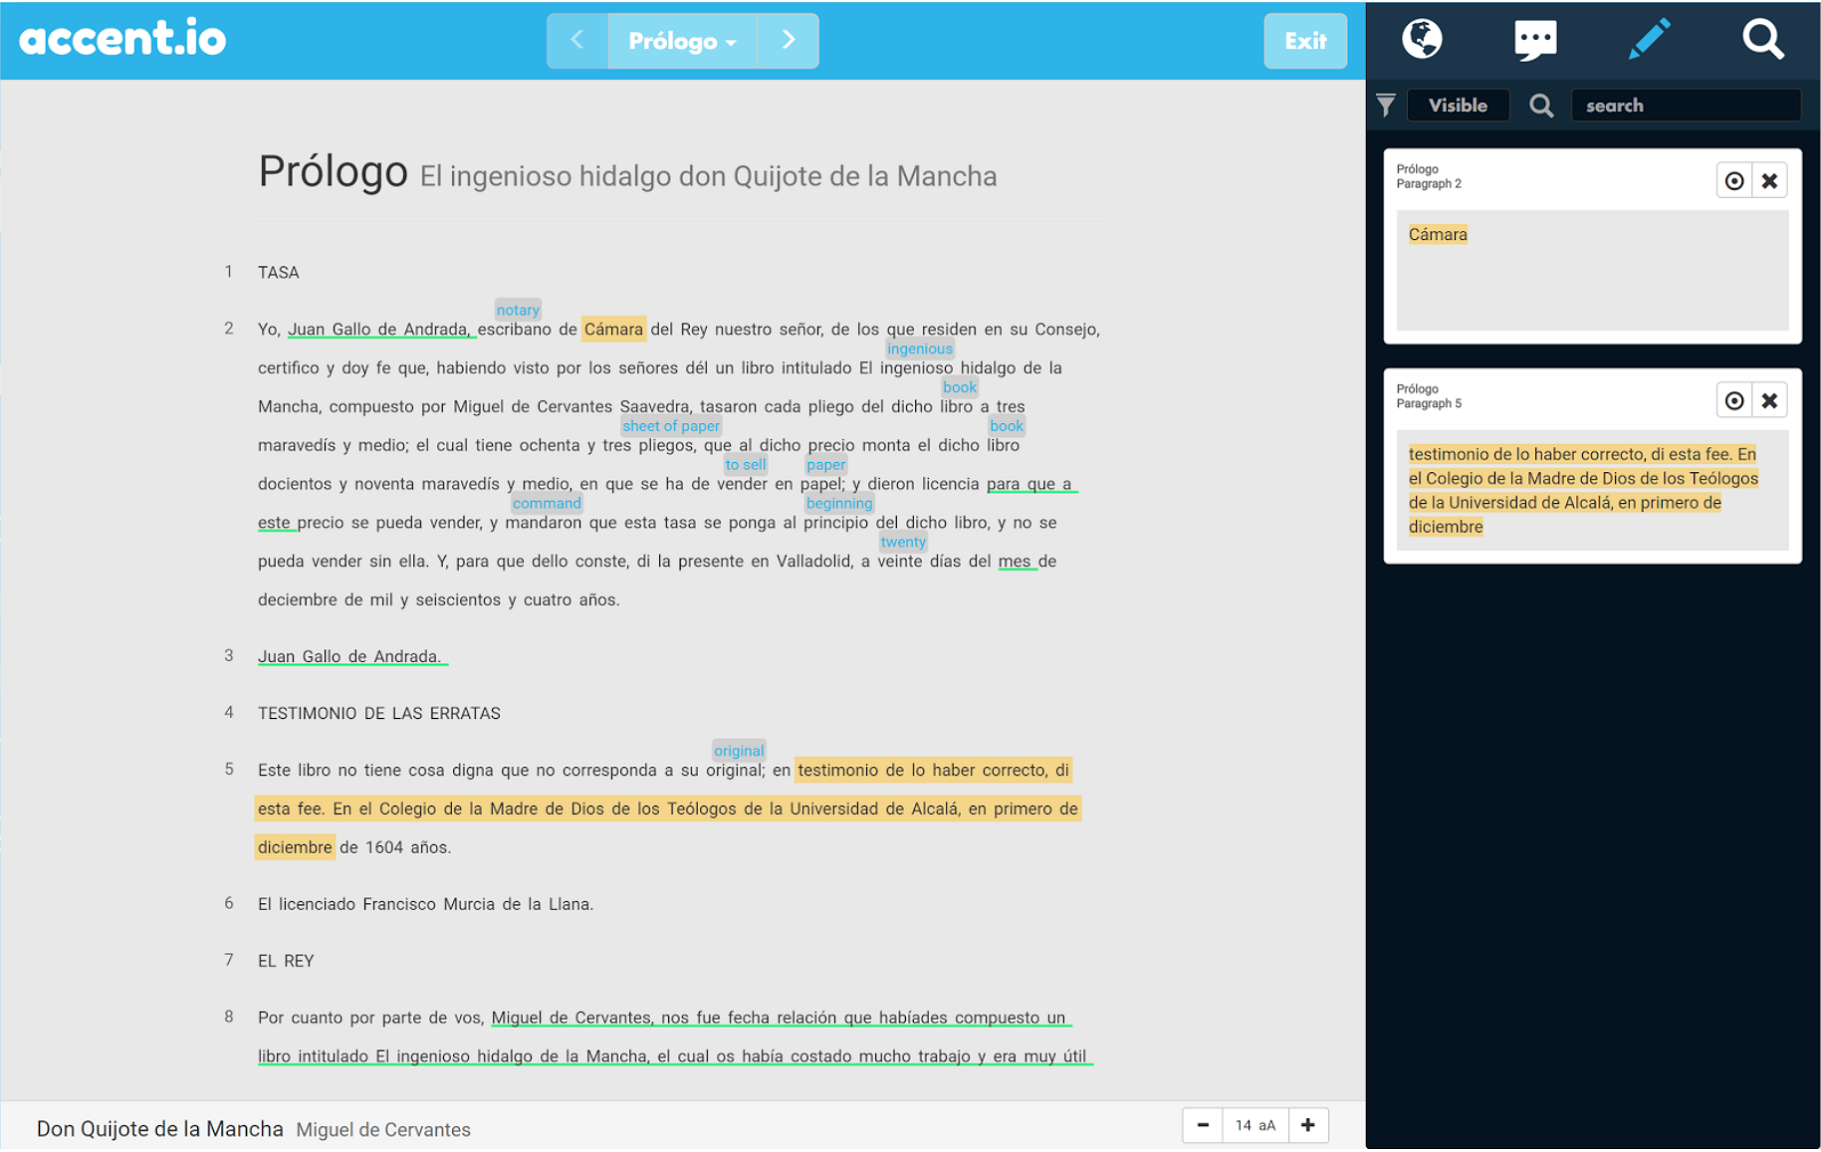 accent.io
Prólogo
Exit
Visible
search
Prólogo El ingenioso hidalgo don Quijote de la Mancha
1 TASA
notary
2 Yo, Juan Gallo de Andrada, escribano de Cámara del Rey nuestro señor, de los que residen en su Consejo,
ingenious
certifico y doy fe que, habiendo visto por los señores dél un libro intitulado El ingenioso hidalgo de la
book
Mancha, compuesto por Miguel de Cervantes Saavedra, tasaron cada pliego del dicho libro a tres
sheet of paper book
maravedís y medio; el cual tiene ochenta y tres pliegos, que al dicho precio monta el dicho libro
to sell paper
docientos y noventa maravedís y medio, en que se ha de vender en papel; y dieron licencia para que a
command beginning
este precio se pueda vender, y mandaron que esta tasa se ponga al principio del dicho libro, y no se
twenty
pueda vender sin ella. Y, para que dello conste, di la presente en Valladolid, a veinte días del mes de
deciembre de mil y seiscientos y cuatro años.
3 Juan Gallo de Andrada.
4 TESTIMONIO DE LAS ERRATAS
original
5 Este libro no tiene cosa digna que no corresponda a su original; en testimonio de lo haber correcto, di
esta fee. En el Colegio de la Madre de Dios de los Teólogos de la Universidad de Alcalá, en primero de
diciembre de 1604 años.
6 El licenciado Francisco Murcia de la Llana.
7 EL REY
8 Por cuanto por parte de vos, Miguel de Cervantes, nos fue fecha relación que habíades compuesto un
libro intitulado El ingenioso hidalgo de la Mancha, el cual os había costado mucho trabajo y era muy útil
Don Quijote de la Mancha Miguel de Cervantes
- 14 aA +
Prólogo
Paragraph 2
Cámara
Prólogo
Paragraph 5
testimonio de lo haber correcto, di esta fee. En
el Colegio de la Madre de Dios de los Teólogos
de la Universidad de Alcalá, en primero de
diciembre